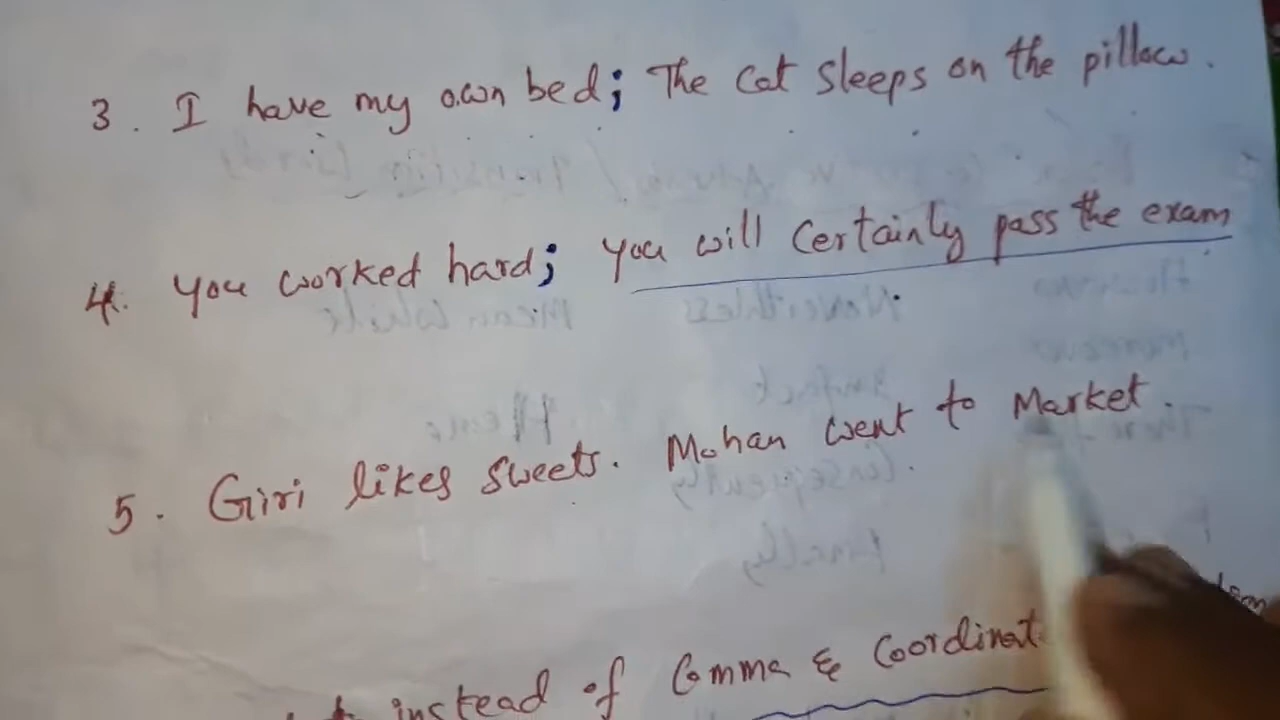 3. I have my own bed; The Cat sleeps on the pillow.
4. You worked hard; you will Certainly pass the exam
5. Giri likes sweets. Mohan went to Market.
instead of Comma & Coordinat